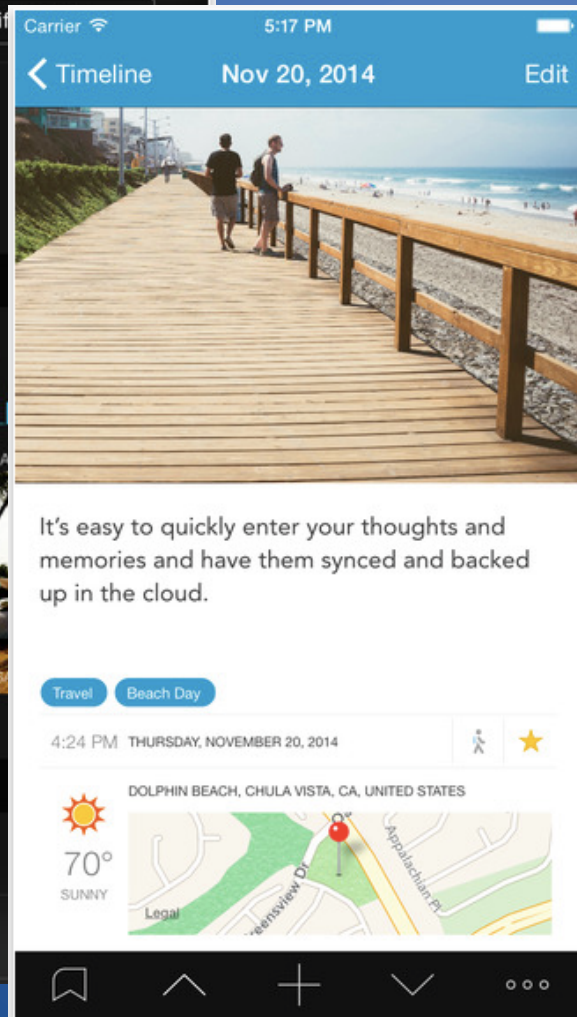 Carrier 5:17 PM
Timeline Nov 20, 2014 Edit
It's easy to quickly enter your thoughts and
memories and have them synced and backed
up in the cloud.
Travel Beach Day
4:24 PM THURSDAY, NOVEMBER 20, 2014
DOLPHIN BEACH, CHULA VISTA, CA, UNITED STATES
70°
SUNNY
Appalachian Pl
eensview Dr
Legal